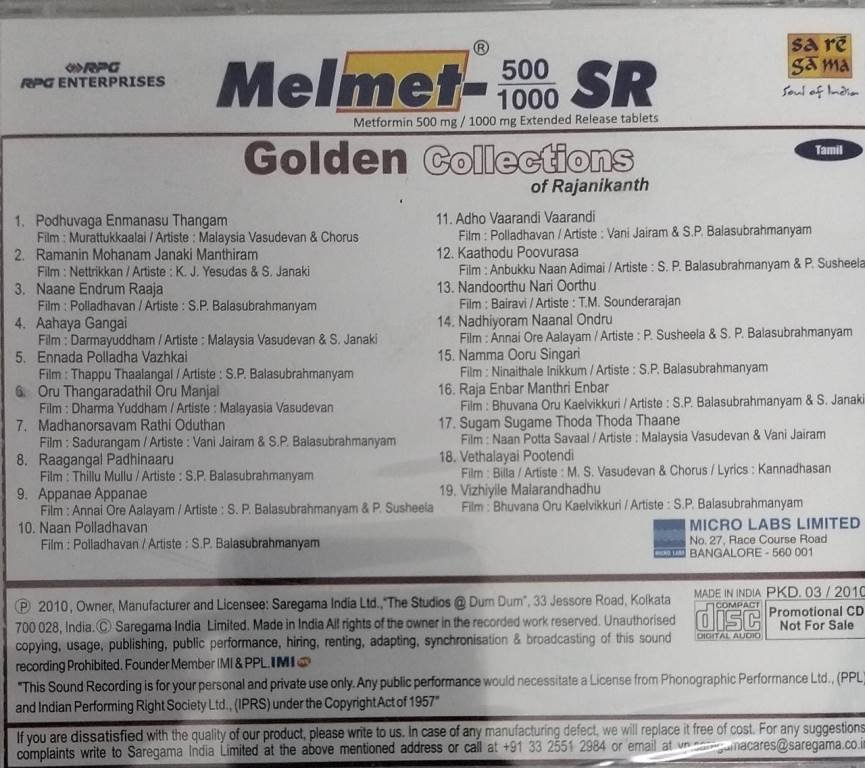 RPG
RPG ENTERPRISES
Melmet-® 500/1000 SR
Metformin 500 mg / 1000 mg Extended Release tablets
sa rē
gā ma
Soul of India
Golden Collections
of Rajanikanth
Tamil
1. Podhuvaga Enmanasu Thangam
Film : Murattukkaalai / Artiste : Malaysia Vasudevan & Chorus
2. Ramanin Mohanam Janaki Manthiram
Film : Nettrikkan / Artiste : K. J. Yesudas & S. Janaki
3. Naane Endrum Raaja
Film : Polladhavan / Artiste : S.P. Balasubrahmanyam
4. Aahaya Gangai
Film : Darmayuddham / Artiste : Malaysia Vasudevan & S. Janaki
5. Ennada Polladha Vazhkai
Film : Thappu Thaalangal / Artiste : S.P. Balasubrahmanyam
6. Oru Thangaradathil Oru Manjal
Film : Dharma Yuddham / Artiste : Malayasia Vasudevan
7. Madhanorsavam Rathi Oduthan
Film : Sadurangam / Artiste : Vani Jairam & S.P. Balasubrahmanyam
8. Raagangal Padhinaaru
Film : Thillu Mullu / Artiste : S.P. Balasubrahmanyam
9. Appanae Appanae
Film : Annai Ore Aalayam / Artiste : S. P. Balasubrahmanyam & P. Susheela
10. Naan Polladhavan
Film : Polladhavan / Artiste : S.P. Balasubrahmanyam
11. Adho Vaarandi Vaarandi
Film : Polladhavan / Artiste : Vani Jairam & S.P. Balasubrahmanyam
12. Kaathodu Poovurasa
Film : Anbukku Naan Adimai / Artiste : S. P. Balasubrahmanyam & P. Susheela
13. Nandoorthu Nari Oorthu
Film : Bairavi / Artiste : T.M. Sounderarajan
14. Nadhiyoram Naanal Ondru
Film : Annai Ore Aalayam / Artiste : P. Susheela & S. P. Balasubrahmanyam
15. Namma Ooru Singari
Film : Ninaithale Inikkum / Artiste : S.P. Balasubrahmanyam
16. Raja Enbar Manthri Enbar
Film : Bhuvana Oru Kaelvikkuri / Artiste : S.P. Balasubrahmanyam & S. Janaki
17. Sugam Sugame Thoda Thoda Thaane
Film : Naan Potta Savaal / Artiste : Malaysia Vasudevan & Vani Jairam
18. Vethalayai Pootendi
Film : Billa / Artiste : M. S. Vasudevan & Chorus / Lyrics : Kannadhasan
19. Vizhiyile Malarandhadhu
Film : Bhuvana Oru Kaelvikkuri / Artiste : S.P. Balasubrahmanyam
MICRO LABS
MICRO LABS LIMITED
No. 27, Race Course Road
BANGALORE - 560 001
Ⓟ 2010, Owner, Manufacturer and Licensee: Saregama India Ltd.,"The Studios @ Dum Dum", 33 Jessore Road, Kolkata
700 028, India.Ⓒ Saregama India Limited. Made in India All rights of the owner in the recorded work reserved. Unauthorised
copying, usage, publishing, public performance, hiring, renting, adapting, synchronisation & broadcasting of this sound
recording Prohibited. Founder Member IMI & PPL. IMI
"This Sound Recording is for your personal and private use only. Any public performance would necessitate a License from Phonographic Performance Ltd., (PPL)
and Indian Performing Right Society Ltd., (IPRS) under the Copyright Act of 1957"
MADE IN INDIA PKD. 03 / 2010
COMPACT
disc
DIGITAL AUDIO
Promotional CD
Not For Sale
If you are dissatisfied with the quality of our product, please write to us. In case of any manufacturing defect, we will replace it free of cost. For any suggestions
complaints write to Saregama India Limited at the above mentioned address or call at +91 33 2551 2984 or email at